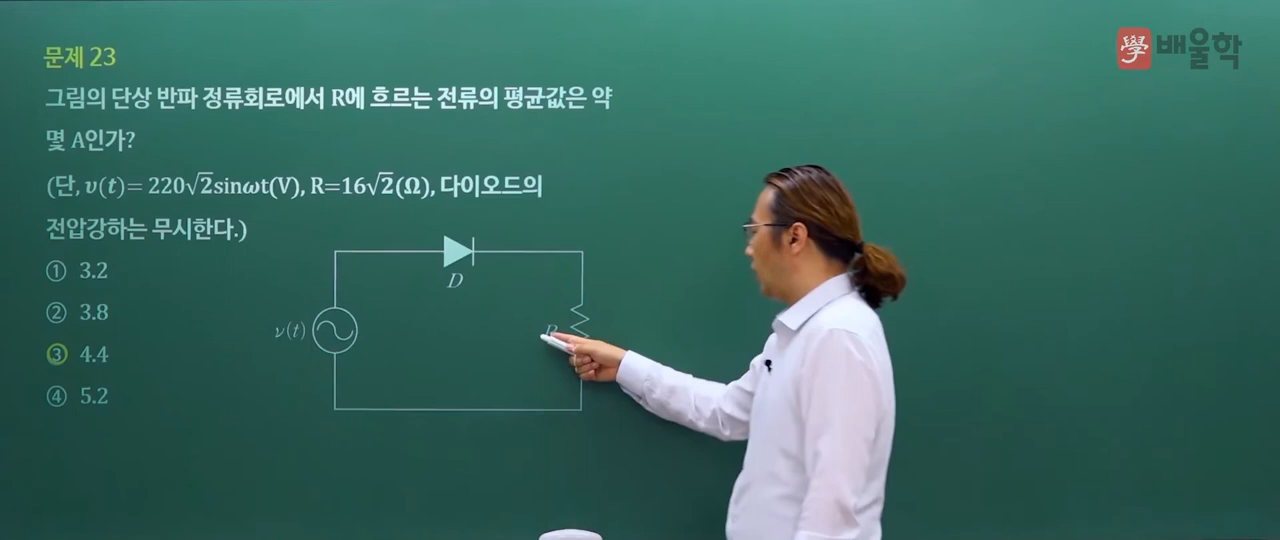 學 배울학
문제 23
그림의 단상 반파 정류회로에서 R에 흐르는 전류의 평균값은 약
몇 A인가?
(단, v(t)= 220√2sinωt(V), R=16√2(Ω), 다이오드의
전압강하는 무시한다.)
① 3.2
② 3.8
③ 4.4
④ 5.2
D
v(t)